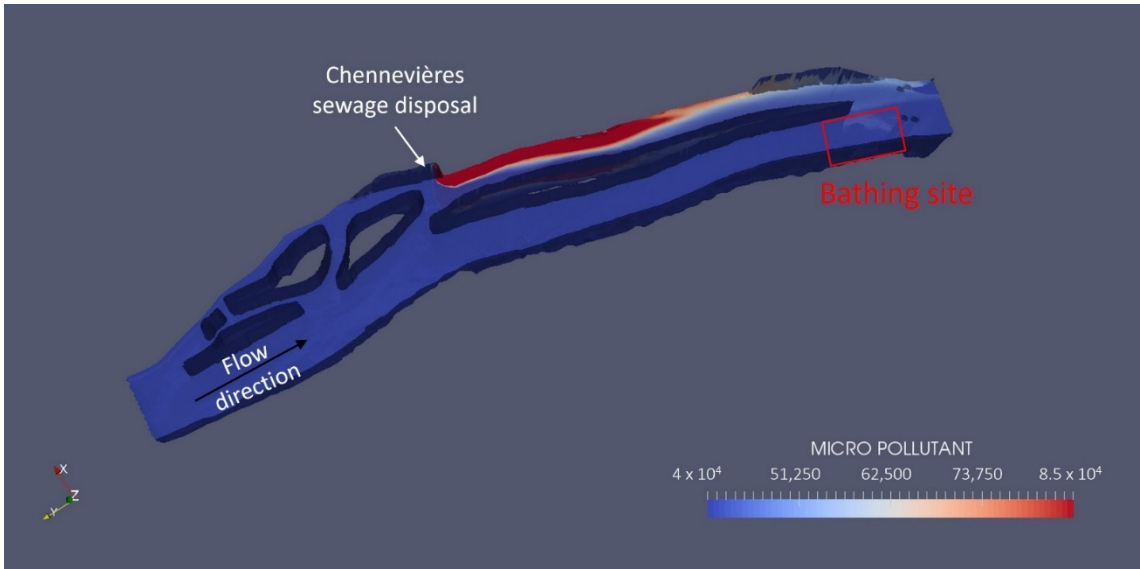 Chennevières
sewage disposal
Bathing site
Flow
direction
X
Z
Y
MICRO POLLUTANT
4 x 10⁴ 51,250 62,500 73,750 8.5 x 10⁴